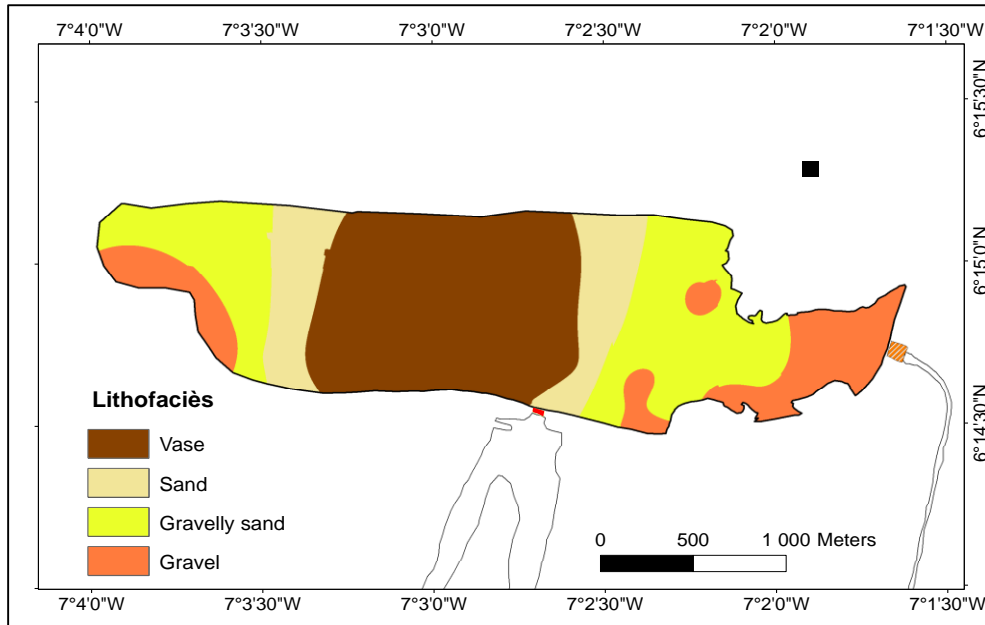 7°4'0"W 7°3'30"W 7°3'0"W 7°2'30"W 7°2'0"W 7°1'30"W
6°15'30"N
6°15'0"N
6°14'30"N
Lithofaciès
Vase
Sand
Gravelly sand
Gravel
0 500 1 000 Meters
7°4'0"W 7°3'30"W 7°3'0"W 7°2'30"W 7°2'0"W 7°1'30"W